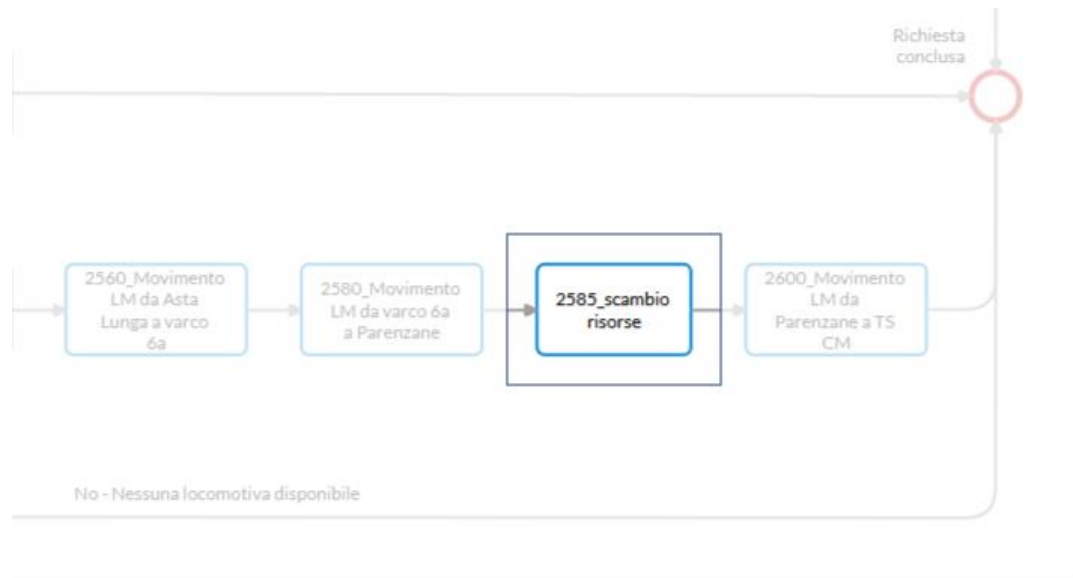 Richiesta
conclusa
2560_Movimento
LM da Asta
Lunga a varco
6a
2580_Movimento
LM da varco 6a
a Parenzane
2585_scambio
risorse
2600_Movimento
LM da
Parenzane a TS
CM
No - Nessuna locomotiva disponibile